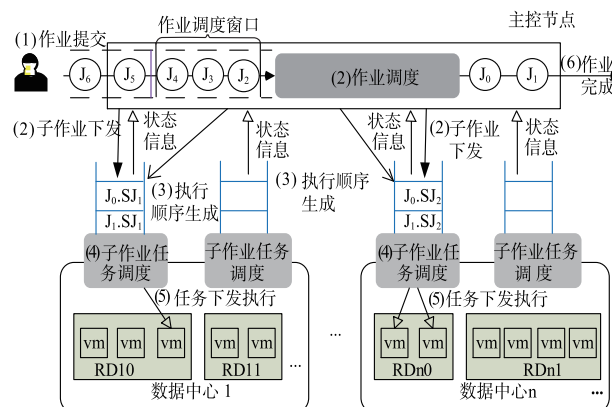 作业调度窗口
主控节点
(1)作业提交
J6 J5 J4 J3 J2
(2)作业调度
J0 J1
(6)作业
完成
(2)子作业下发
状态
信息
状态
信息
状态
信息
(2)子作业
下发
状态
信息
J0.SJ1
J1.SJ1
(3)执行
顺序生成
(3)执行顺序
生成
J0.SJ2
J1.SJ2
(4)子作业任
务调度
子作业任务
调度
(4)子作业任
务调度
子作业任务
调 度
(5)任务下发执行
(5)任务下发执行
...
vm vm vm
RD10
vm vm
RD11
...
vm vm
RDn0
vm vm vm vm
RDn1
数据中心 1
数据中心n
...